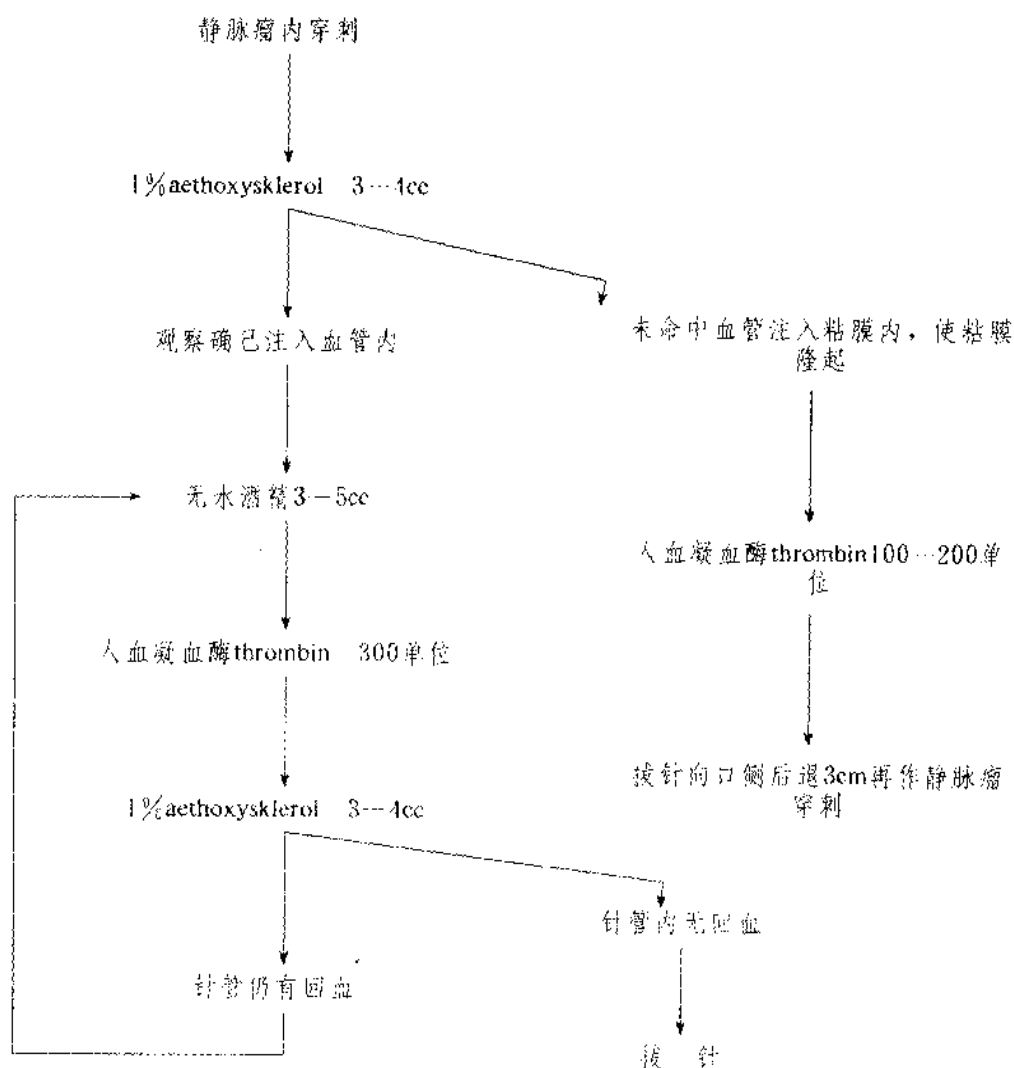 静脉瘤内穿刺
1%aethoxysklerol 3…4cc
观察确已注入血管内
未命中血管注入粘膜内，使粘膜
隆起
无水酒精3-5cc
人血凝血酶thrombin100…200单
位
人血凝血酶thrombin 300单位
拔针向口侧后退3cm再作静脉瘤
穿刺
1%aethoxysklerol 3…4cc
针管内无回血
针管仍有回血
拔 针